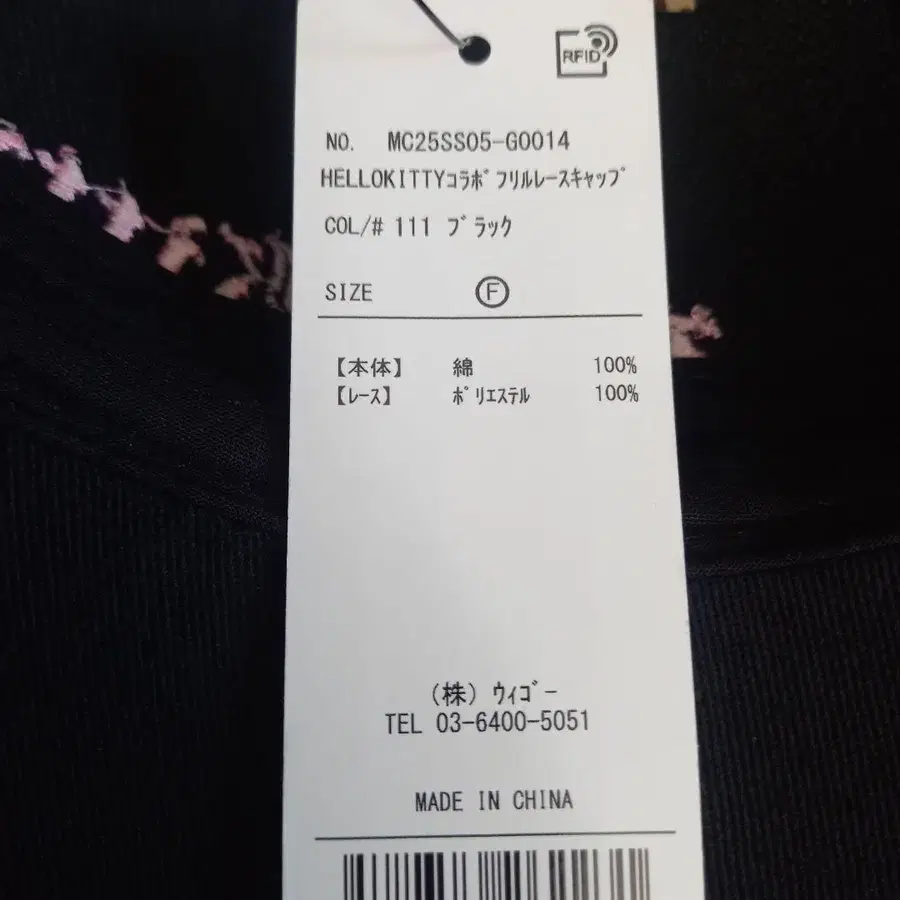 RFID
NO. MC25SS05-G0014
HELLOKITTYコラボフリルレースキャップ
COL/# 111 ブラック
SIZE Ⓕ
【本体】 綿 100%
【レース】 ポリエステル 100%
(株)ウィゴー
TEL 03-6400-5051
MADE IN CHINA